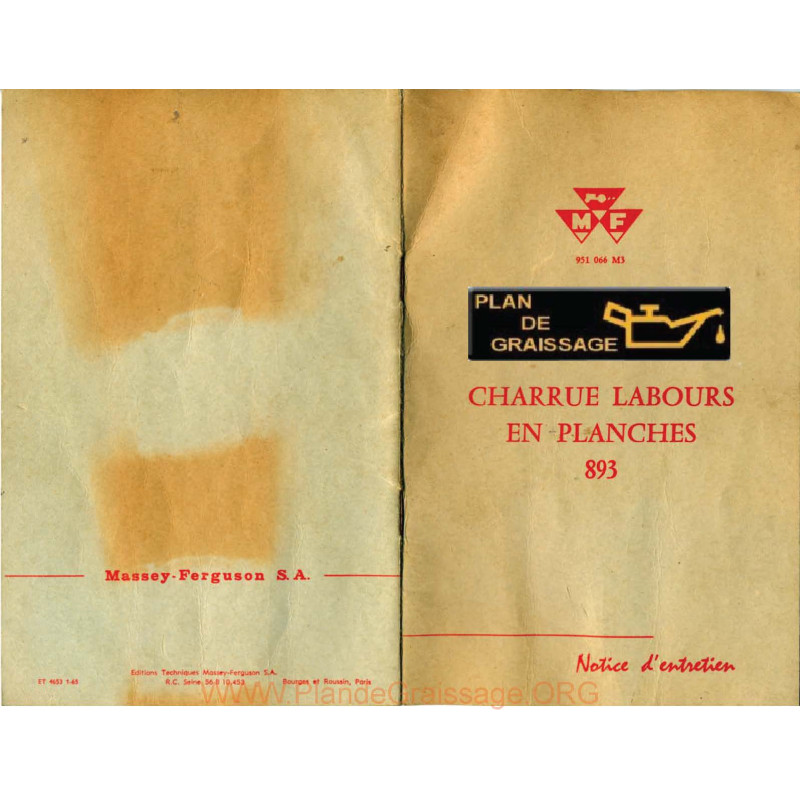 M F
951 066 M3
PLAN
DE
GRAISSAGE
CHARRUE LABOURS
EN PLANCHES
893
Notice d'entretien
Massey-Ferguson S.A.
Editions Techniques Massey-Ferguson S.A.
ET 4653 1-65 R.C. Seine 56 B 10.453 Bourges et Roussin, Paris
WWW.PlandeGraissage.ORG